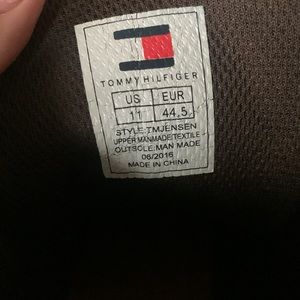 TOMMY HILFIGER
US EUR
11 44.5
STYLE:TMJENSEN
UPPER:MANMADE/TEXTILE
OUTSOLE:MAN MADE
06/2016
MADE IN CHINA